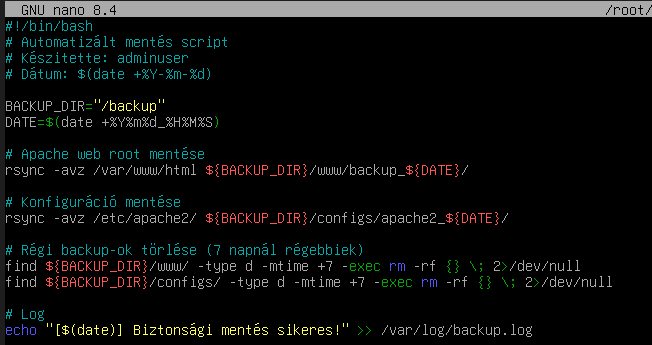 GNU nano 8.4 /root/
#!/bin/bash
# Automatizált mentés script
# Készitette: adminuser
# Dátum: $(date +%Y-%m-%d)
BACKUP_DIR="/backup"
DATE=$(date +%Y%m%d_%H%M%S)
# Apache web root mentése
rsync -avz /var/www/html ${BACKUP_DIR}/www/backup_${DATE}/
# Konfiguráció mentése
rsync -avz /etc/apache2/ ${BACKUP_DIR}/configs/apache2_${DATE}/
# Régi backup-ok törlése (7 napnál régebbiek)
find ${BACKUP_DIR}/www/ -type d -mtime +7 -exec rm -rf {} \; 2>/dev/null
find ${BACKUP_DIR}/configs/ -type d -mtime +7 -exec rm -rf {} \; 2>/dev/null
# Log
echo "[$(date)] Biztonsági mentés sikeres!" >> /var/log/backup.log